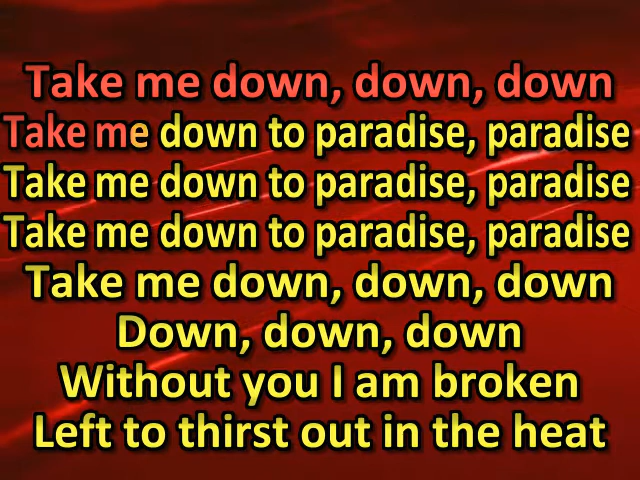 Take me down, down, down
Take me down to paradise, paradise
Take me down to paradise, paradise
Take me down to paradise, paradise
Take me down, down, down
Down, down, down
Without you I am broken
Left to thirst out in the heat